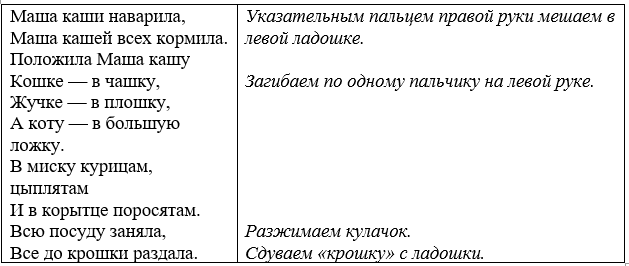 Маша каши наварила,
Маша кашей всех кормила.
Положила Маша кашу
Кошке — в чашку,
Жучке — в плошку,
А коту — в большую
ложку.
В миску курицам,
цыплятам
И в корытце поросятам.
Всю посуду заняла,
Все до крошки раздала.
Указательным пальцем правой руки мешаем в
левой ладошке.
Загибаем по одному пальчику на левой руке.
Разжимаем кулачок.
Сдуваем «крошку» с ладошки.